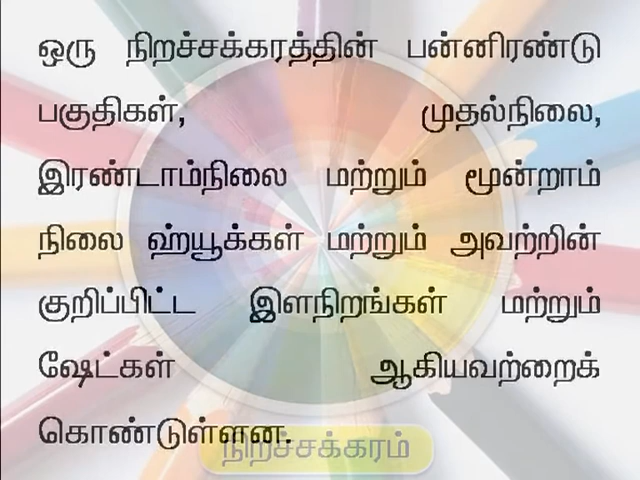 ஒரு நிறச்சக்கரத்தின் பன்னிரண்டு
பகுதிகள், முதல்நிலை,
இரண்டாம்நிலை மற்றும் மூன்றாம்
நிலை ஹ்யூக்கள் மற்றும் அவற்றின்
குறிப்பிட்ட இளநிறங்கள் மற்றும்
ஷேட்கள் ஆகியவற்றைக்
கொண்டுள்ளன.
நிறச்சக்கரம்